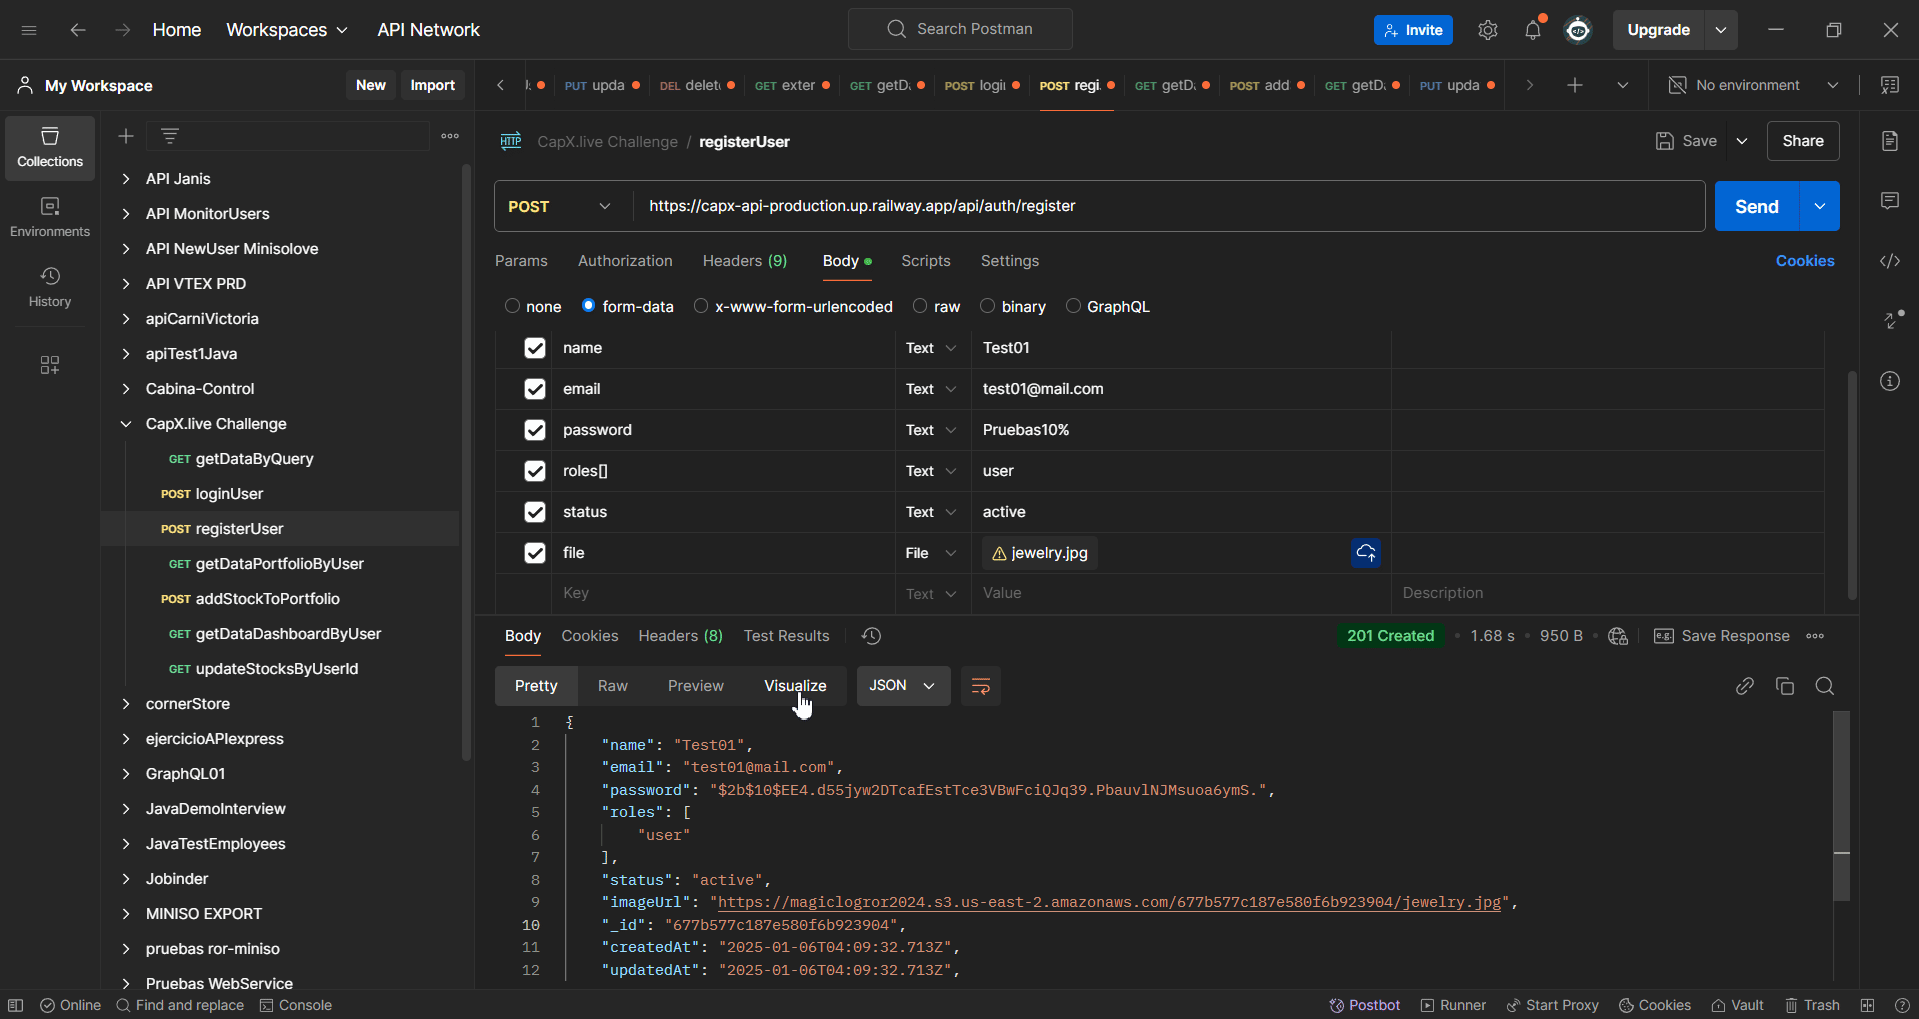 Home Workspaces API Network Search Postman Invite Upgrade
My Workspace New Import
PUT upda DEL delet GET exter GET getD. POST logi POST regi. GET getD. POST add. GET getD. PUT upda No environment
Collections
Environments
History
API Janis
API MonitorUsers
API NewUser Minisolove
API VTEX PRD
apiCarniVictoria
apiTest1Java
Cabina-Control
CapX.live Challenge
GET getDataByQuery
POST loginUser
POST registerUser
GET getDataPortfolioByUser
POST addStockToPortfolio
GET getDataDashboardByUser
GET updateStocksByUserId
cornerStore
ejercicioAPIexpress
GraphQL01
JavaDemoInterview
JavaTestEmployees
Jobinder
MINISO EXPORT
pruebas ror-miniso
Pruebas WebService
HTTP CapX.live Challenge / registerUser Save Share
POST https://capx-api-production.up.railway.app/api/auth/register Send
Params Authorization Headers (9) Body Scripts Settings Cookies
none form-data x-www-form-urlencoded raw binary GraphQL
name Text Test01
email Text test01@mail.com
password Text Pruebas10%
roles[] Text user
status Text active
file File jewelry.jpg
Key Text Value Description
Body Cookies Headers (8) Test Results 201 Created 1.68 s 950 B e.g. Save Response
Pretty Raw Preview Visualize JSON
1 {
2 "name": "Test01",
3 "email": "test01@mail.com",
4 "password": "$2b$10$EE4.d55jyw2DTcafEstTce3VBwFciQJq39.PbauvlNJMsuoa6ymS.",
5 "roles": [
6 "user"
7 ],
8 "status": "active",
9 "imageUrl": "https://magiclogror2024.s3.us-east-2.amazonaws.com/677b577c187e580f6b923904/jewelry.jpg",
10 "_id": "677b577c187e580f6b923904",
11 "createdAt": "2025-01-06T04:09:32.713Z",
12 "updatedAt": "2025-01-06T04:09:32.713Z",
Online Find and replace Console Postbot Runner Start Proxy Cookies Vault Trash